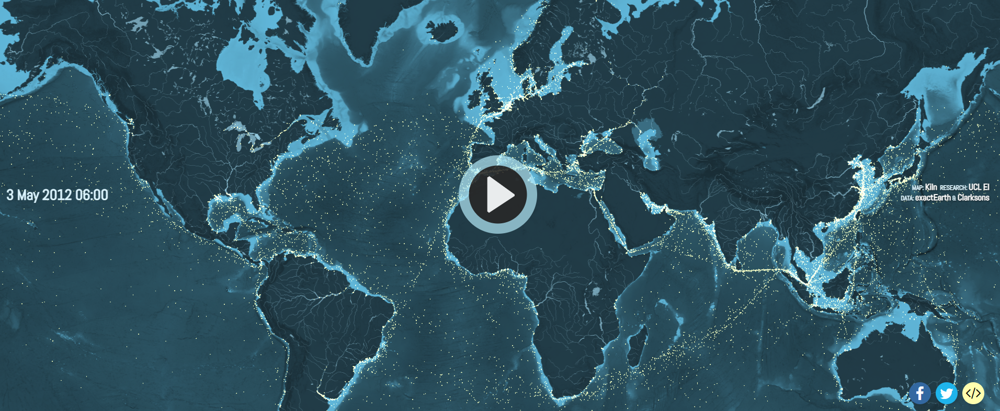 3 May 2012 06:00
MAP: Kiln RESEARCH: UCL EI
DATA: exactEarth & Clarksons